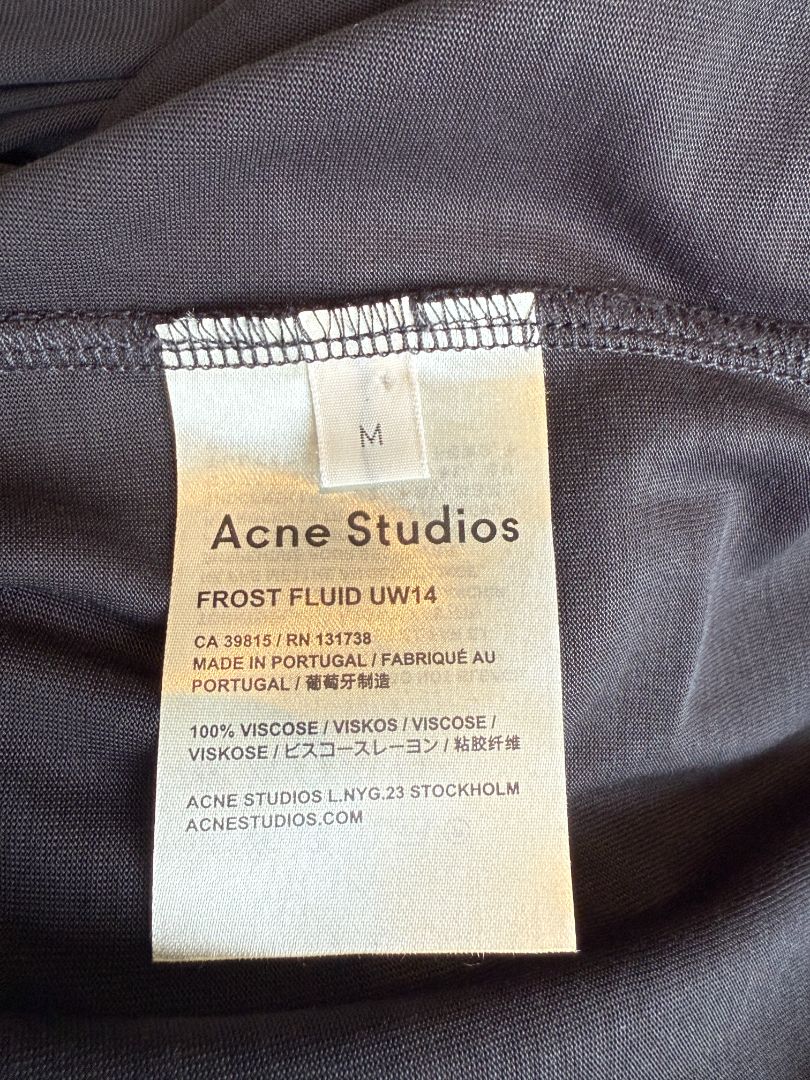 M
Acne Studios
FROST FLUID UW14
CA 39815 / RN 131738
MADE IN PORTUGAL / FABRIQUÉ AU
PORTUGAL / 葡萄牙制造
100% VISCOSE / VISKOS / VISCOSE /
VISKOSE / ビスコースレーヨン / 粘胶纤维
ACNE STUDIOS L.NYG.23 STOCKHOLM
ACNESTUDIOS.COM